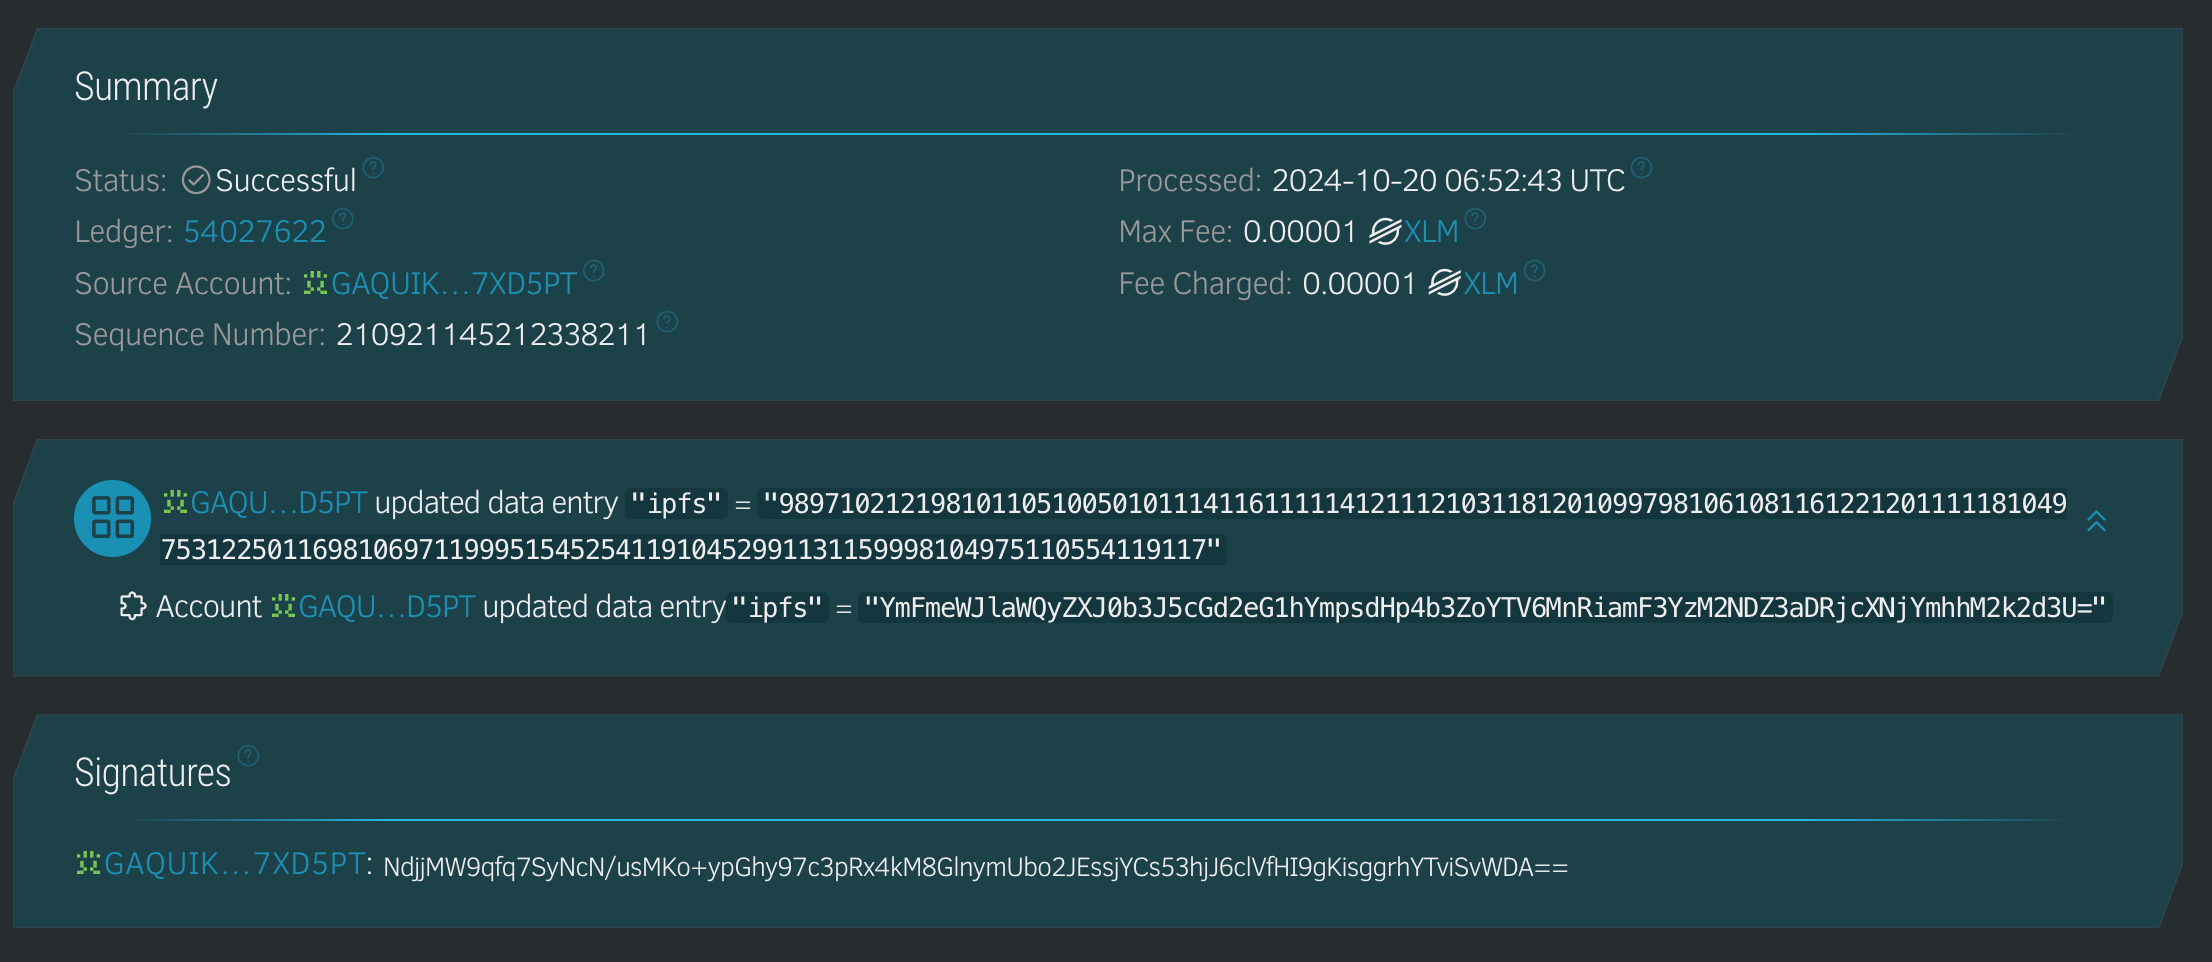 Summary
Status: Successful
Processed: 2024-10-20 06:52:43 UTC
Ledger: 54027622
Max Fee: 0.00001 XLM
Source Account: GAQUIK…7XD5PT
Fee Charged: 0.00001 XLM
Sequence Number: 210921145212338211
GAQU…D5PT updated data entry "ipfs" = "9897102121981011051005010111411611111412111210311812010997981061081161221201111181049
753122501169810697119995154525411910452991131159998104975110554119117"
Account GAQU…D5PT updated data entry "ipfs" = "YmFmeWJlaWQyZXJ0b3J5cGd2eG1hYmpsdHp4b3ZoYTV6MnRiamF3YzM2NDZ3aDRjcXNjYmhhM2k2d3U="
Signatures
GAQUIK…7XD5PT: NdjjMW9qfq7SyNcN/usMKo+ypGhy97c3pRx4kM8GlnymUbo2JEssjYCs53hjJ6clVfHI9gKisggrhYTviSvWDA==